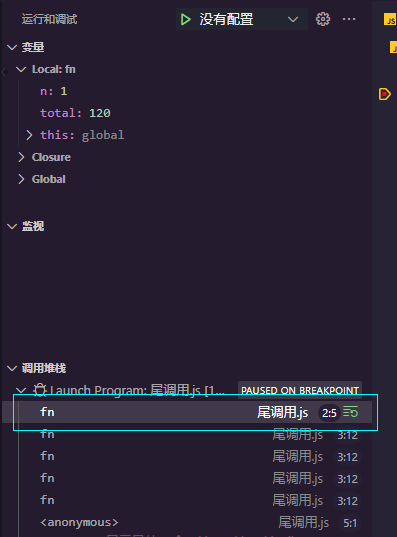 运行和调试 没有配置 ...
JS
变量
JS
Local: fn
n: 1
total: 120
this: global
Closure
Global
监视
调用堆栈
Launch Program: 尾调用.js [1... PAUSED ON BREAKPOINT
fn 尾调用.js 2:5
fn 尾调用.js 3:12
fn 尾调用.js 3:12
fn 尾调用.js 3:12
fn 尾调用.js 3:12
<anonymous> 尾调用.js 5:1